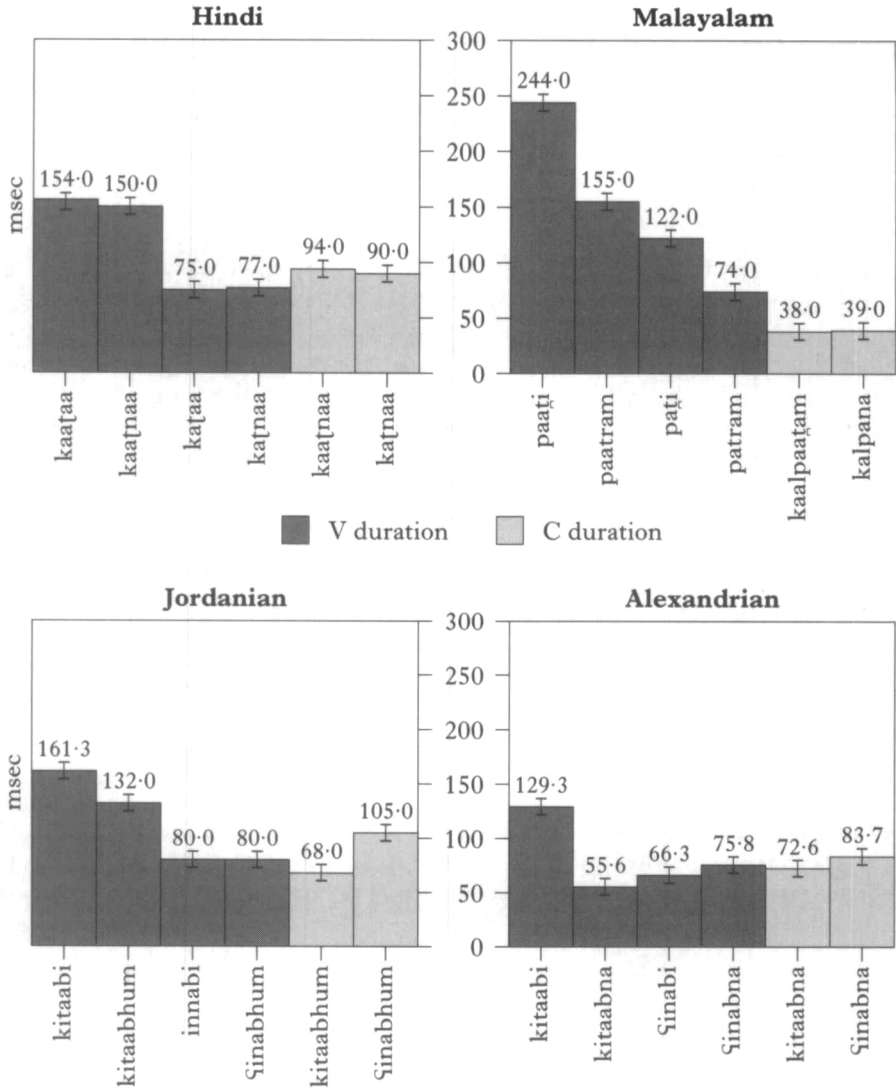 Hindi
Malayalam
msec
300
250
200
150
100
50
0
154·0
150·0
75·0
77·0
94·0
90·0
244·0
155·0
122·0
74·0
38·0
39·0
kaaʈaa
kaaʈnaa
kaʈaa
kaʈnaa
kaaʈnaa
kaʈnaa
paat̪i
paatram
pat̪i
patram
kaalpaat̪am
kalpana
V duration
C duration
Jordanian
Alexandrian
msec
300
250
200
150
100
50
0
161·3
132·0
80·0
80·0
68·0
105·0
129·3
55·6
66·3
75·8
72·6
83·7
kitaabi
kitaabhum
innabi
ʕinabhum
kitaabhum
ʕinabhum
kitaabi
kitaabna
ʕinabi
ʕinabna
kitaabna
ʕinabna